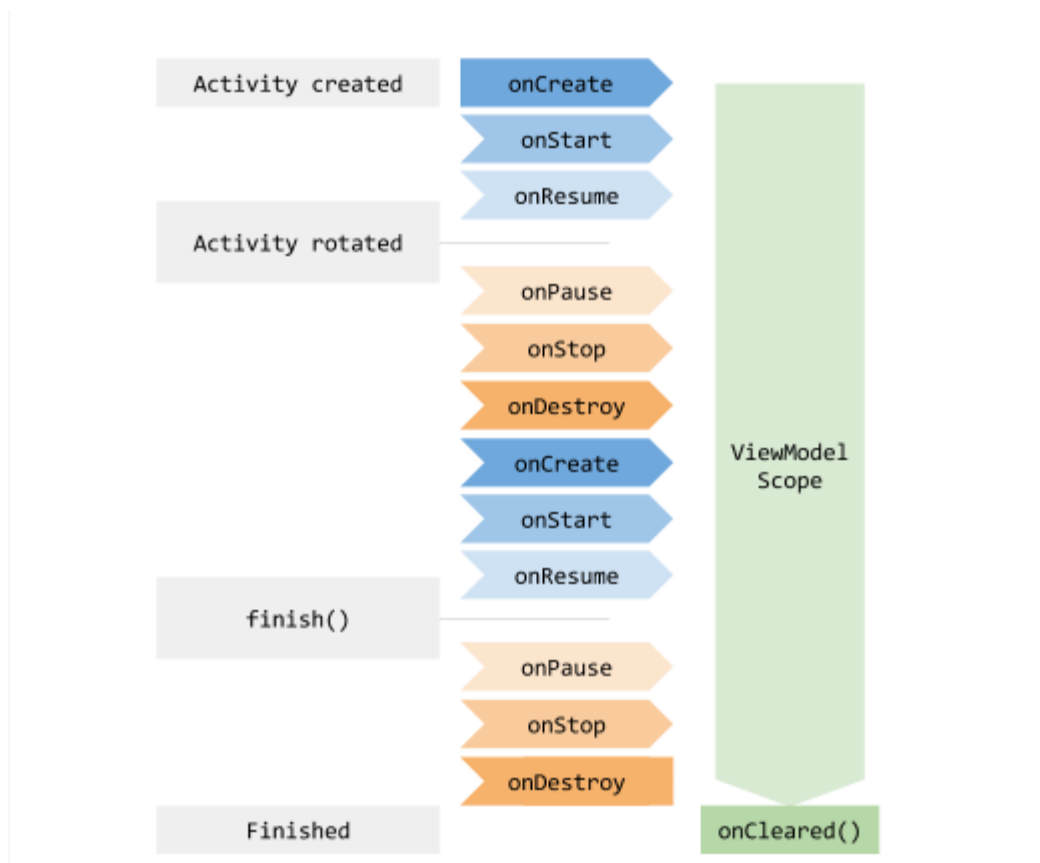 Activity created
onCreate
onStart
onResume
Activity rotated
onPause
onStop
onDestroy
onCreate
onStart
onResume
finish()
onPause
onStop
onDestroy
Finished
ViewModel
Scope
onCleared()